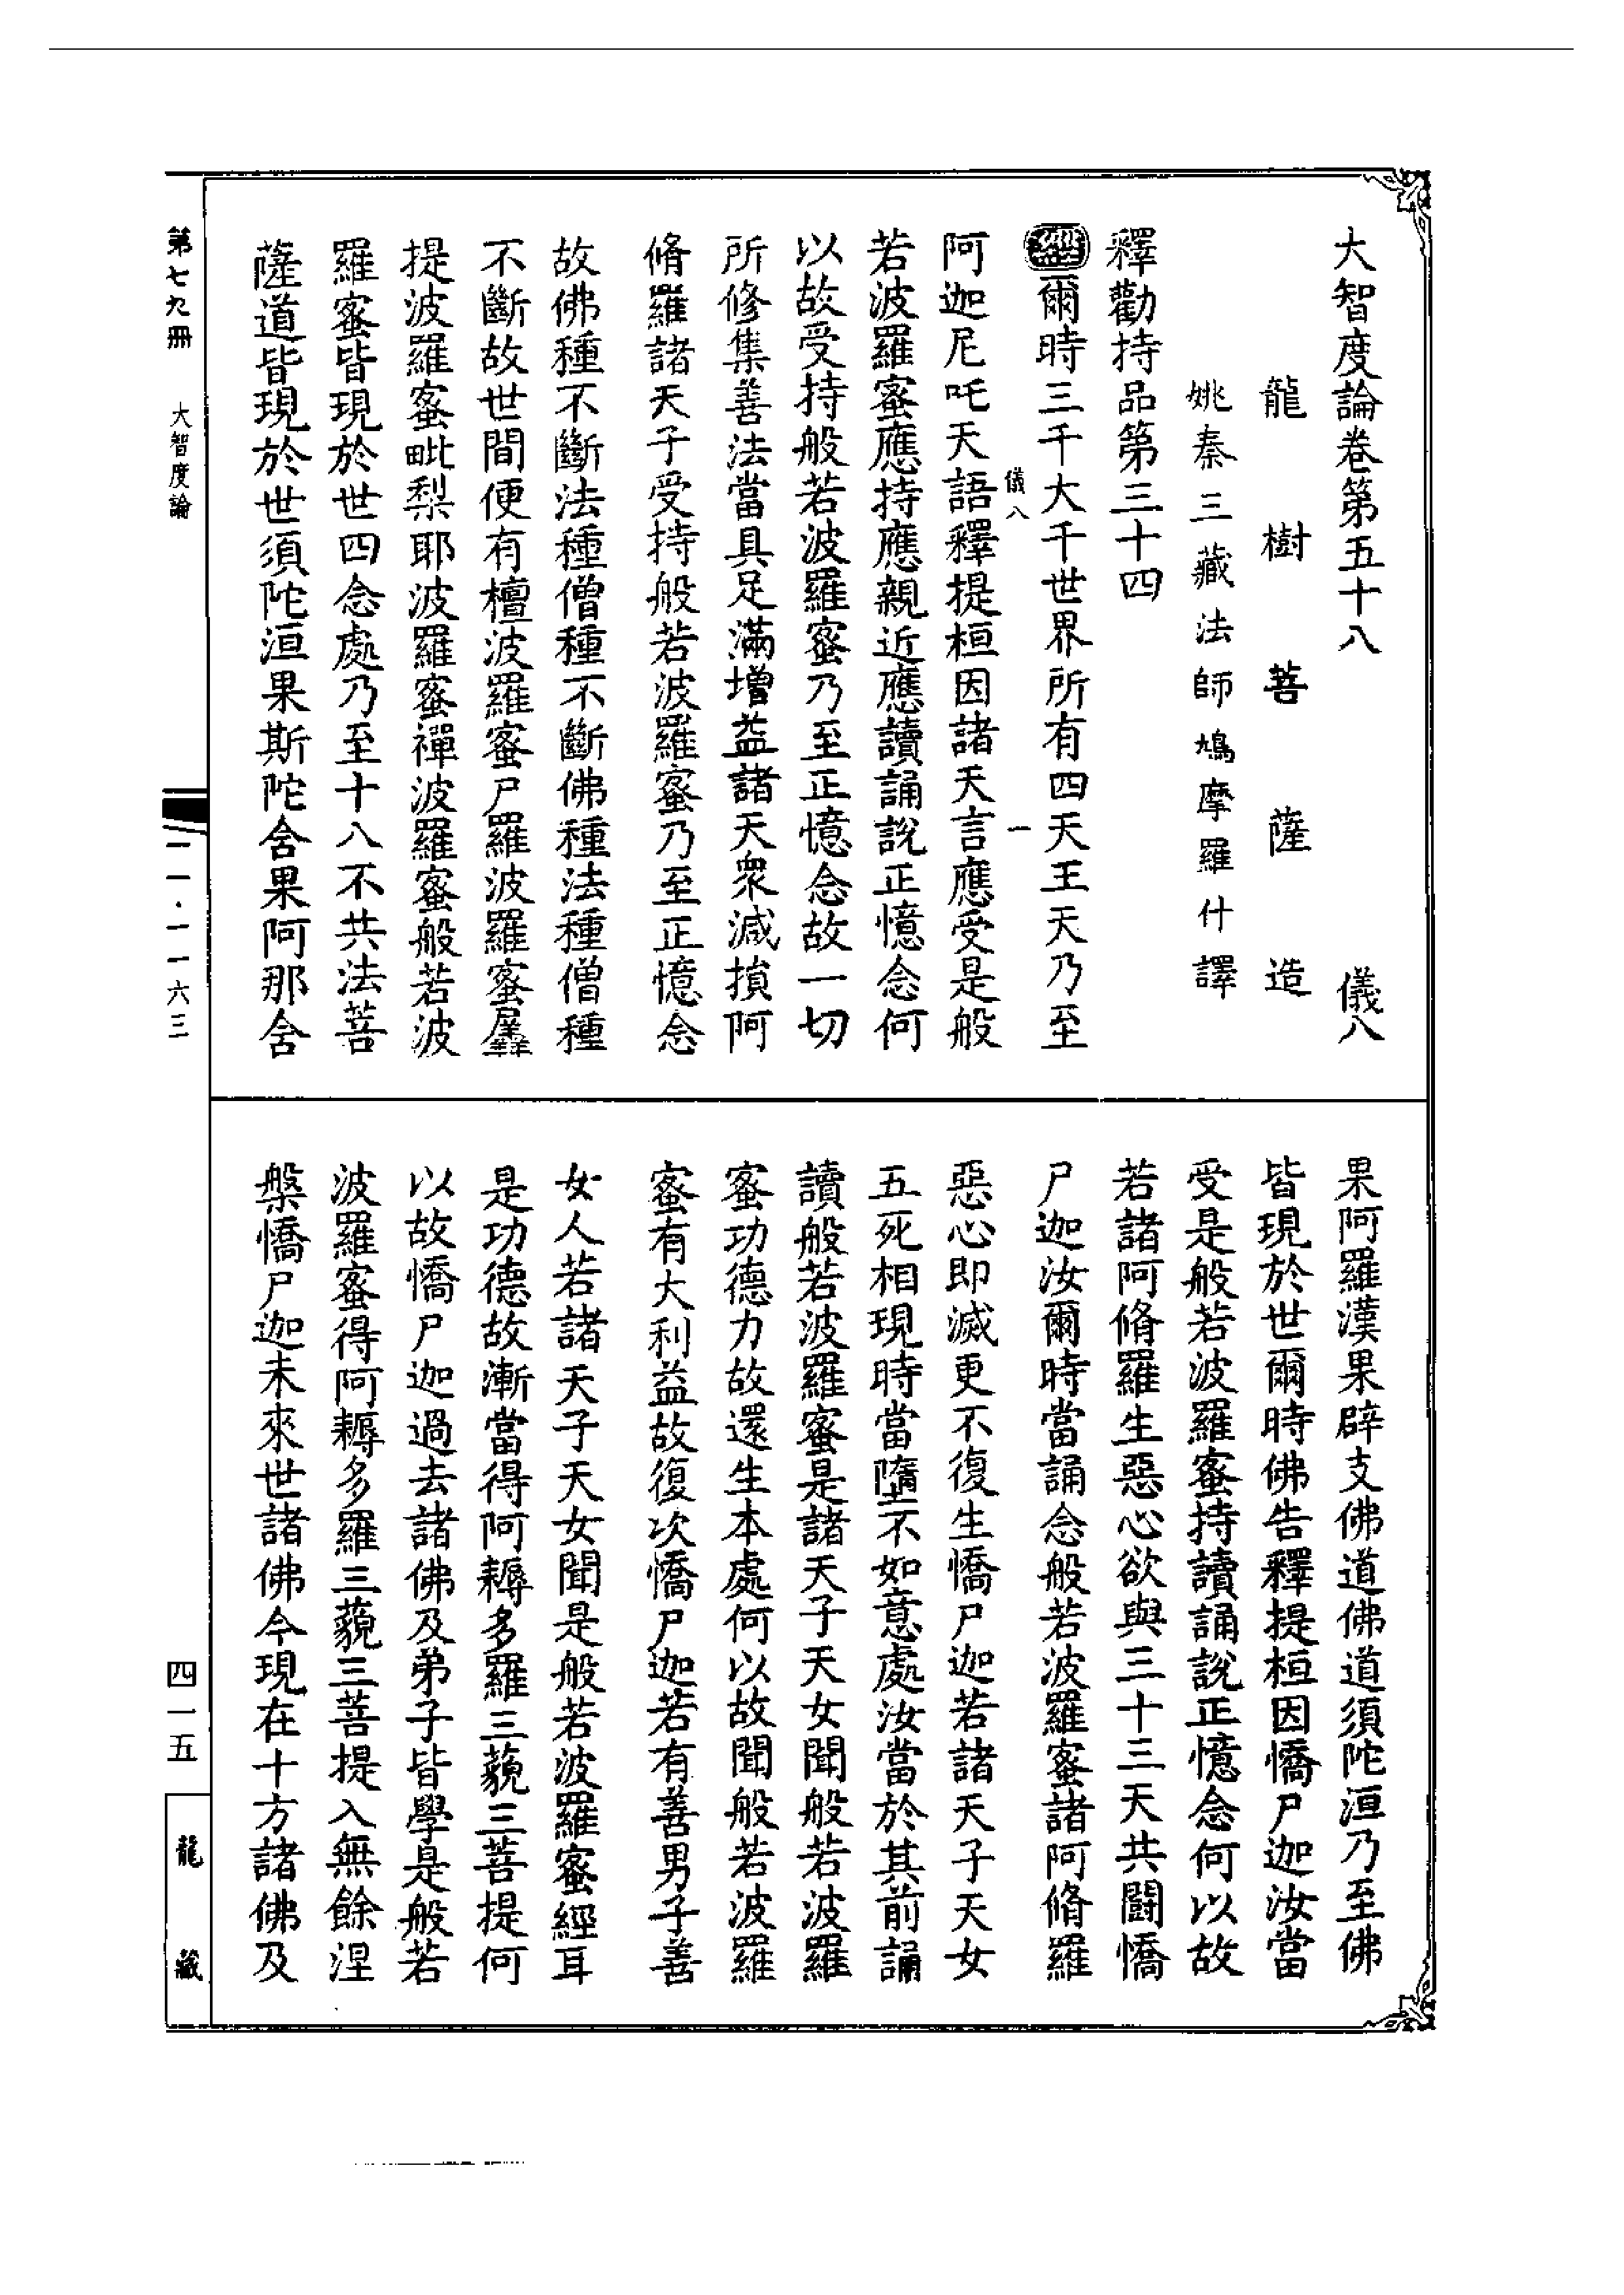 大智度論卷第五十八　儀八
龍樹菩薩造
姚秦三藏法師鳩摩羅什譯
釋勸持品第三十四
經爾時三千大千世界所有四天王天乃至
儀八　一
阿迦尼吒天語釋提桓因諸天言應受是般
若波羅蜜應持應親近應讀誦說正憶念何
以故受持般若波羅蜜乃至正憶念故一切
所修集善法當具足滿增益諸天衆減損阿
脩羅諸天子受持般若波羅蜜乃至正憶念
故佛種不斷法種僧種不斷佛種法種僧種
不斷故世間便有檀波羅蜜尸羅波羅蜜羼
提波羅蜜毗梨耶波羅蜜禪波羅蜜般若波
羅蜜皆現於世四念處乃至十八不共法菩
薩道皆現於世須陀洹果斯陀含果阿那含
果阿羅漢果辟支佛道佛道須陀洹乃至佛
皆現於世爾時佛告釋提桓因憍尸迦汝當
受是般若波羅蜜持讀誦說正憶念何以故
若諸阿脩羅生惡心欲與三十三天共鬪憍
尸迦汝爾時當誦念般若波羅蜜諸阿脩羅
惡心即滅更不復生憍尸迦若諸天子天女
五死相現時當墮不如意處汝當於其前誦
讀般若波羅蜜是諸天子天女聞般若波羅
蜜功德力故還生本處何以故聞般若波羅
蜜有大利益故復次憍尸迦若有善男子善
女人若諸天子天女聞是般若波羅蜜經耳
是功德故漸當得阿耨多羅三藐三菩提何
以故憍尸迦過去諸佛及弟子皆學是般若
波羅蜜得阿耨多羅三藐三菩提入無餘涅
槃憍尸迦未來世諸佛今現在十方諸佛及
第七九冊　大智度論　一一一·一一六三　四一五　龍藏